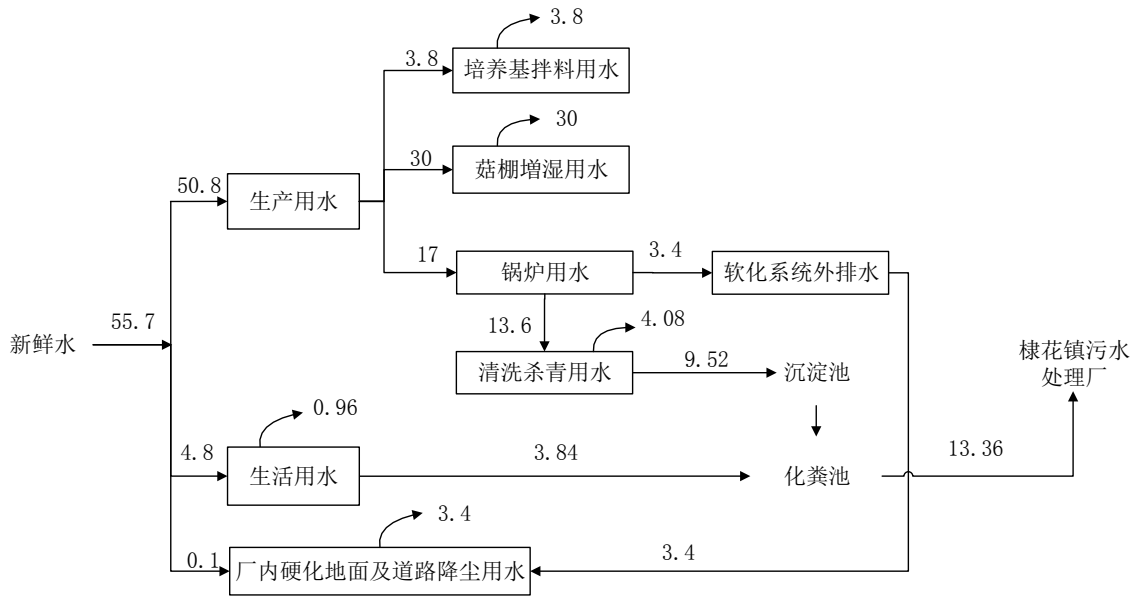 3.8
3.8
培养基拌料用水
30
30
菇棚增湿用水
50.8
生产用水
17
锅炉用水
3.4
软化系统外排水
55.7
新鲜水
13.6
4.08
清洗杀青用水
9.52
沉淀池
棣花镇污水
处理厂
0.96
4.8
生活用水
3.84
化粪池
13.36
3.4
0.1
厂内硬化地面及道路降尘用水
3.4